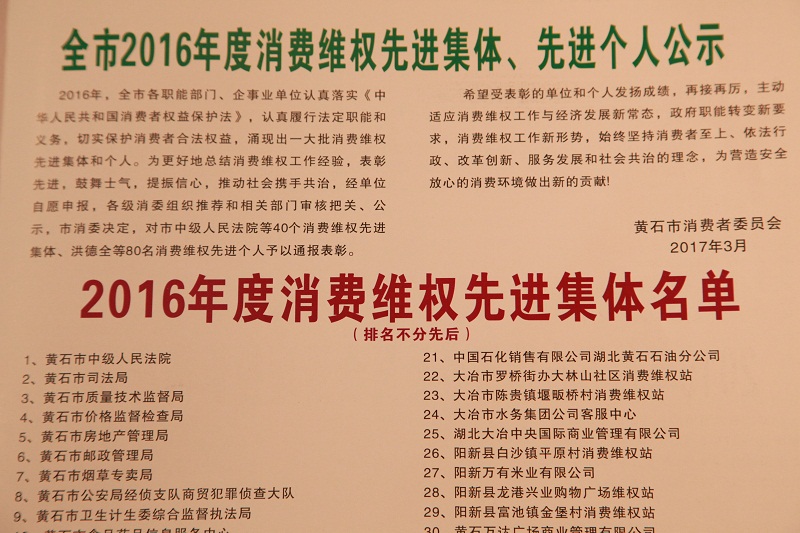 全市2016年度消费维权先进集体、先进个人公示
2016年，全市各职能部门、企事业单位认真落实《中
华人民共和国消费者权益保护法》，认真履行法定职能和
义务，切实保护消费者合法权益，涌现出一大批消费维权
先进集体和个人。为更好地总结消费维权工作经验，表彰
先进，鼓舞士气，提振信心，推动社会携手共治，经单位
自愿申报，各级消委组织推荐和相关部门审核把关、公
示，市消委决定，对市中级人民法院等40个消费维权先进
集体、洪德全等80名消费维权先进个人予以通报表彰。
希望受表彰的单位和个人发扬成绩，再接再厉，主动
适应消费维权工作与经济发展新常态，政府职能转变新要
求，消费维权工作新形势，始终坚持消费者至上、依法行
政、改革创新、服务发展和社会共治的理念，为营造安全
放心的消费环境做出新的贡献!
黄石市消费者委员会
2017年3月
2016年度消费维权先进集体名单
（排名不分先后）
1、黄石市中级人民法院
2、黄石市司法局
3、黄石市质量技术监督局
4、黄石市价格监督检查局
5、黄石市房地产管理局
6、黄石市邮政管理局
7、黄石市烟草专卖局
8、黄石市公安局经侦支队商贸犯罪侦查大队
9、黄石市卫生计生委综合监督执法局
10、黄石市食品药品信息服务中心
21、中国石化销售有限公司湖北黄石石油分公司
22、大冶市罗桥街办大林山社区消费维权站
23、大冶市陈贵镇堰畈桥村消费维权站
24、大冶市水务集团公司客服中心
25、湖北大冶中央国际商业管理有限公司
26、阳新县白沙镇平原村消费维权站
27、阳新万有米业有限公司
28、阳新县龙港兴业购物广场维权站
29、阳新县富池镇金堡村消费维权站
30、黄石万达广场商业管理有限公司